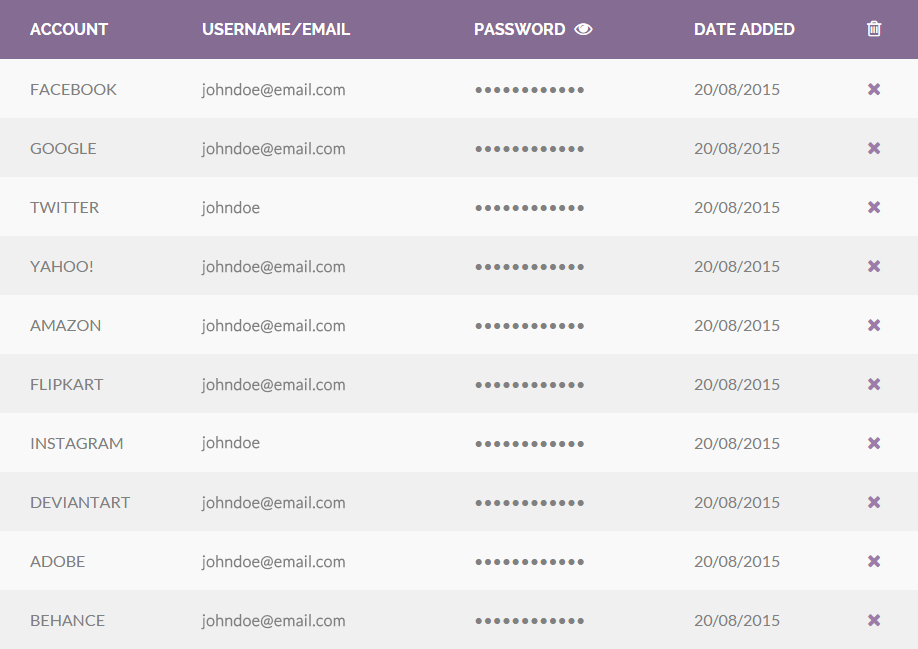 ACCOUNT USERNAME/EMAIL PASSWORD DATE ADDED
FACEBOOK johndoe@email.com •••••••••••• 20/08/2015
GOOGLE johndoe@email.com •••••••••••• 20/08/2015
TWITTER johndoe •••••••••••• 20/08/2015
YAHOO! johndoe@email.com •••••••••••• 20/08/2015
AMAZON johndoe@email.com •••••••••••• 20/08/2015
FLIPKART johndoe@email.com •••••••••••• 20/08/2015
INSTAGRAM johndoe •••••••••••• 20/08/2015
DEVIANTART johndoe@email.com •••••••••••• 20/08/2015
ADOBE johndoe@email.com •••••••••••• 20/08/2015
BEHANCE johndoe@email.com •••••••••••• 20/08/2015